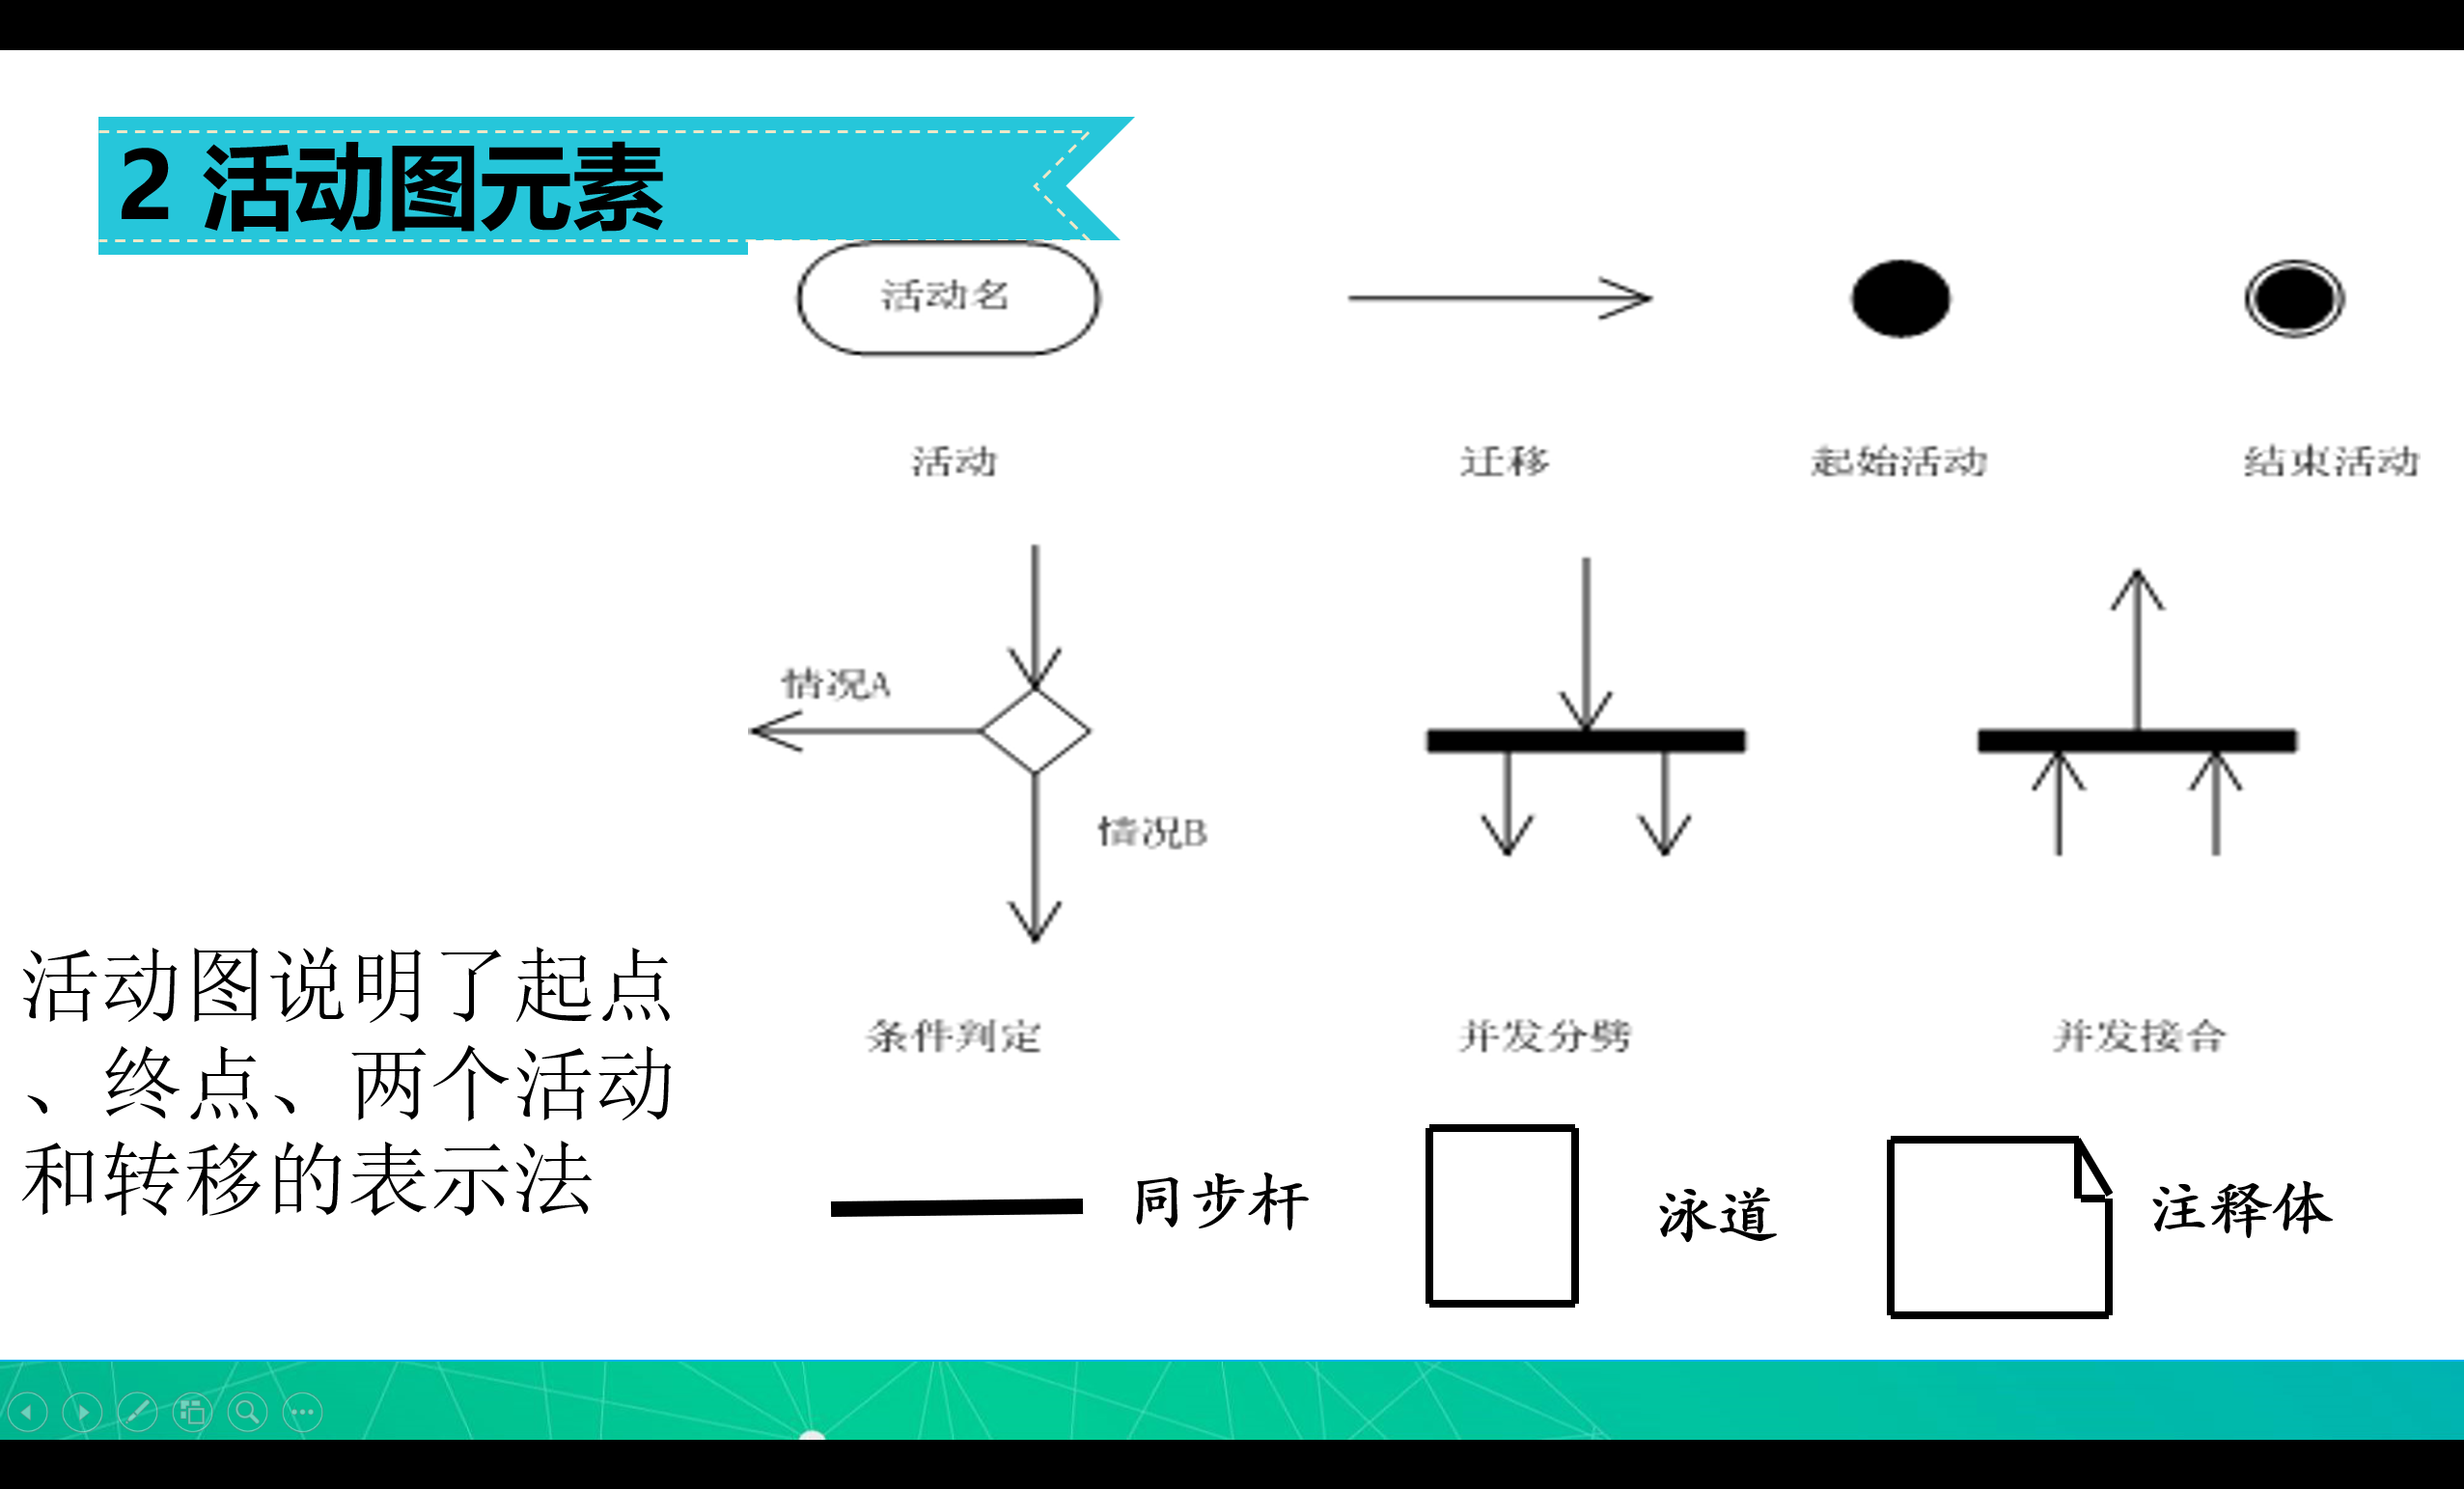 2 活动图元素
活动名
活动
迁移
起始活动
结束活动
情况A
情况B
条件判定
并发分劈
并发接合
活动图说明了起点
、终点、两个活动
和转移的表示法
同步杆
泳道
注释体